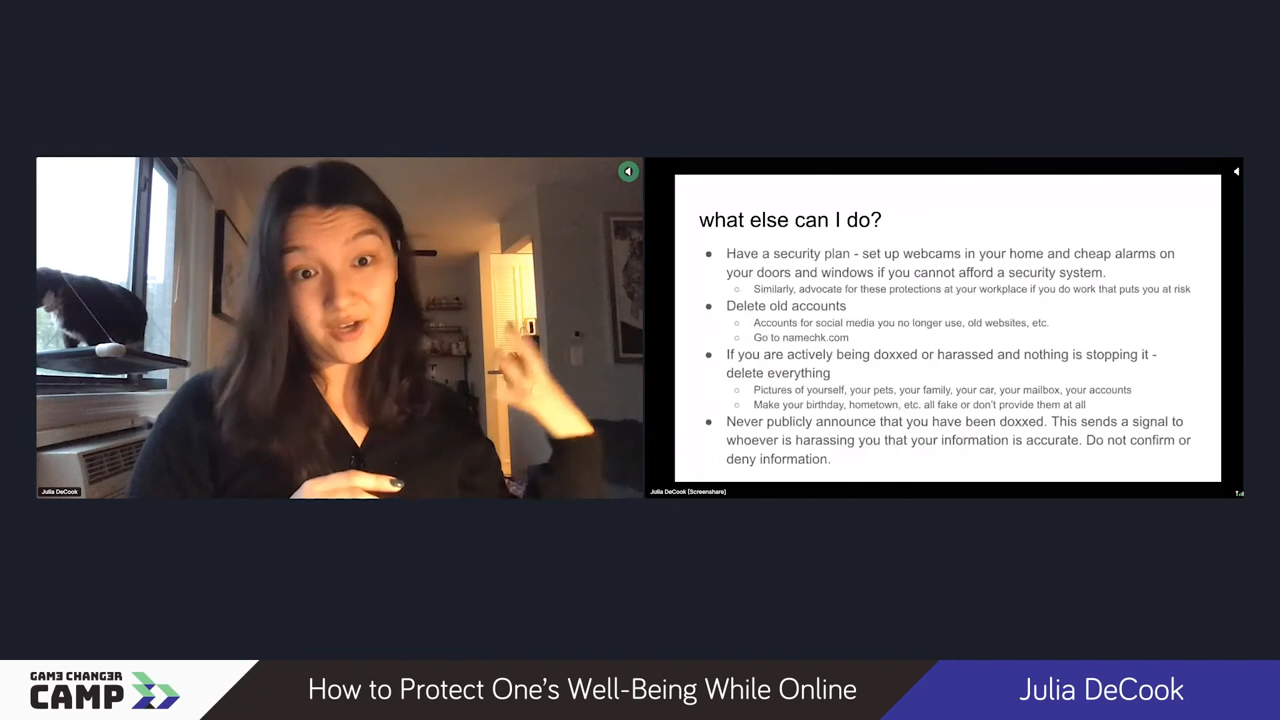 Julia DeCook
what else can I do?
● Have a security plan - set up webcams in your home and cheap alarms on
your doors and windows if you cannot afford a security system.
○ Similarly, advocate for these protections at your workplace if you do work that puts you at risk
● Delete old accounts
○ Accounts for social media you no longer use, old websites, etc.
○ Go to namechk.com
● If you are actively being doxxed or harassed and nothing is stopping it -
delete everything
○ Pictures of yourself, your pets, your family, your car, your mailbox, your accounts
○ Make your birthday, hometown, etc. all fake or don't provide them at all
● Never publicly announce that you have been doxxed. This sends a signal to
whoever is harassing you that your information is accurate. Do not confirm or
deny information.
Julia DeCook (Screenshare)
GAM3 CHANG3R
CAMP
How to Protect One's Well-Being While Online
Julia DeCook